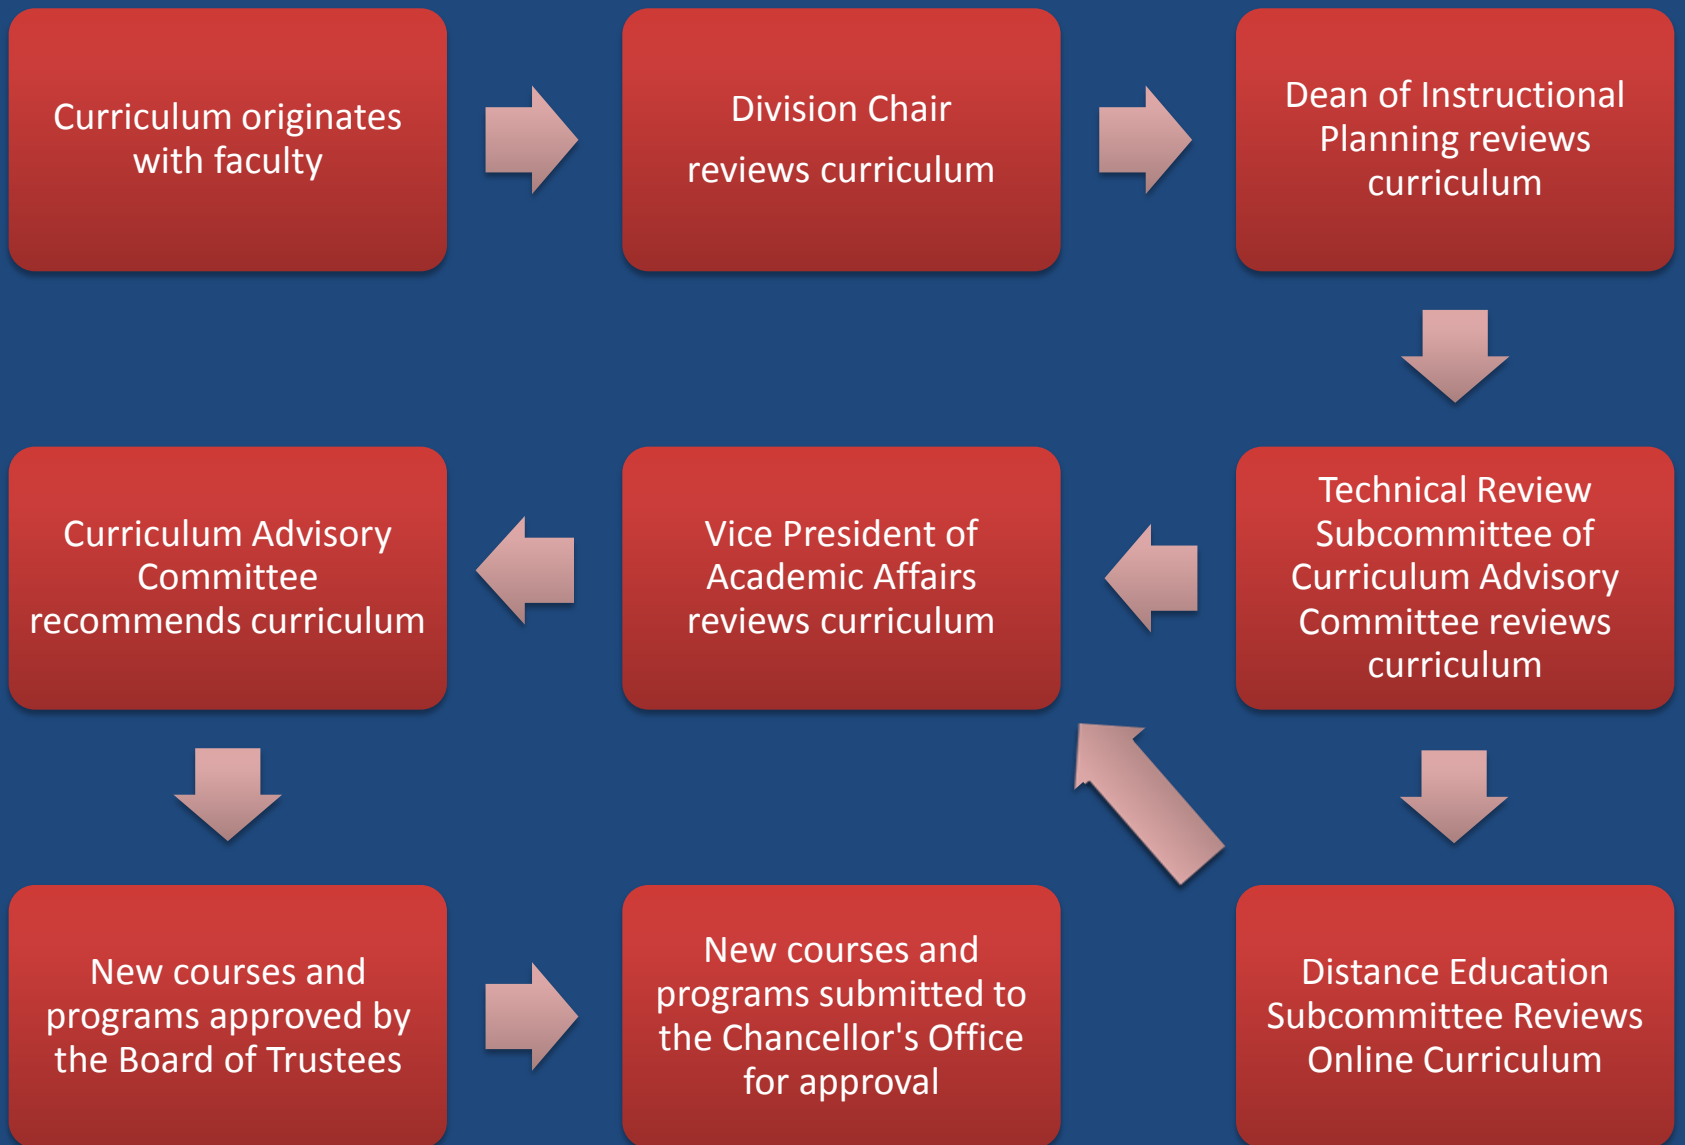 Curriculum originates
with faculty
Division Chair
reviews curriculum
Dean of Instructional
Planning reviews
curriculum
Technical Review
Subcommittee of
Curriculum Advisory
Committee reviews
curriculum
Vice President of
Academic Affairs
reviews curriculum
Curriculum Advisory
Committee
recommends curriculum
New courses and
programs approved by
the Board of Trustees
New courses and
programs submitted to
the Chancellor's Office
for approval
Distance Education
Subcommittee Reviews
Online Curriculum